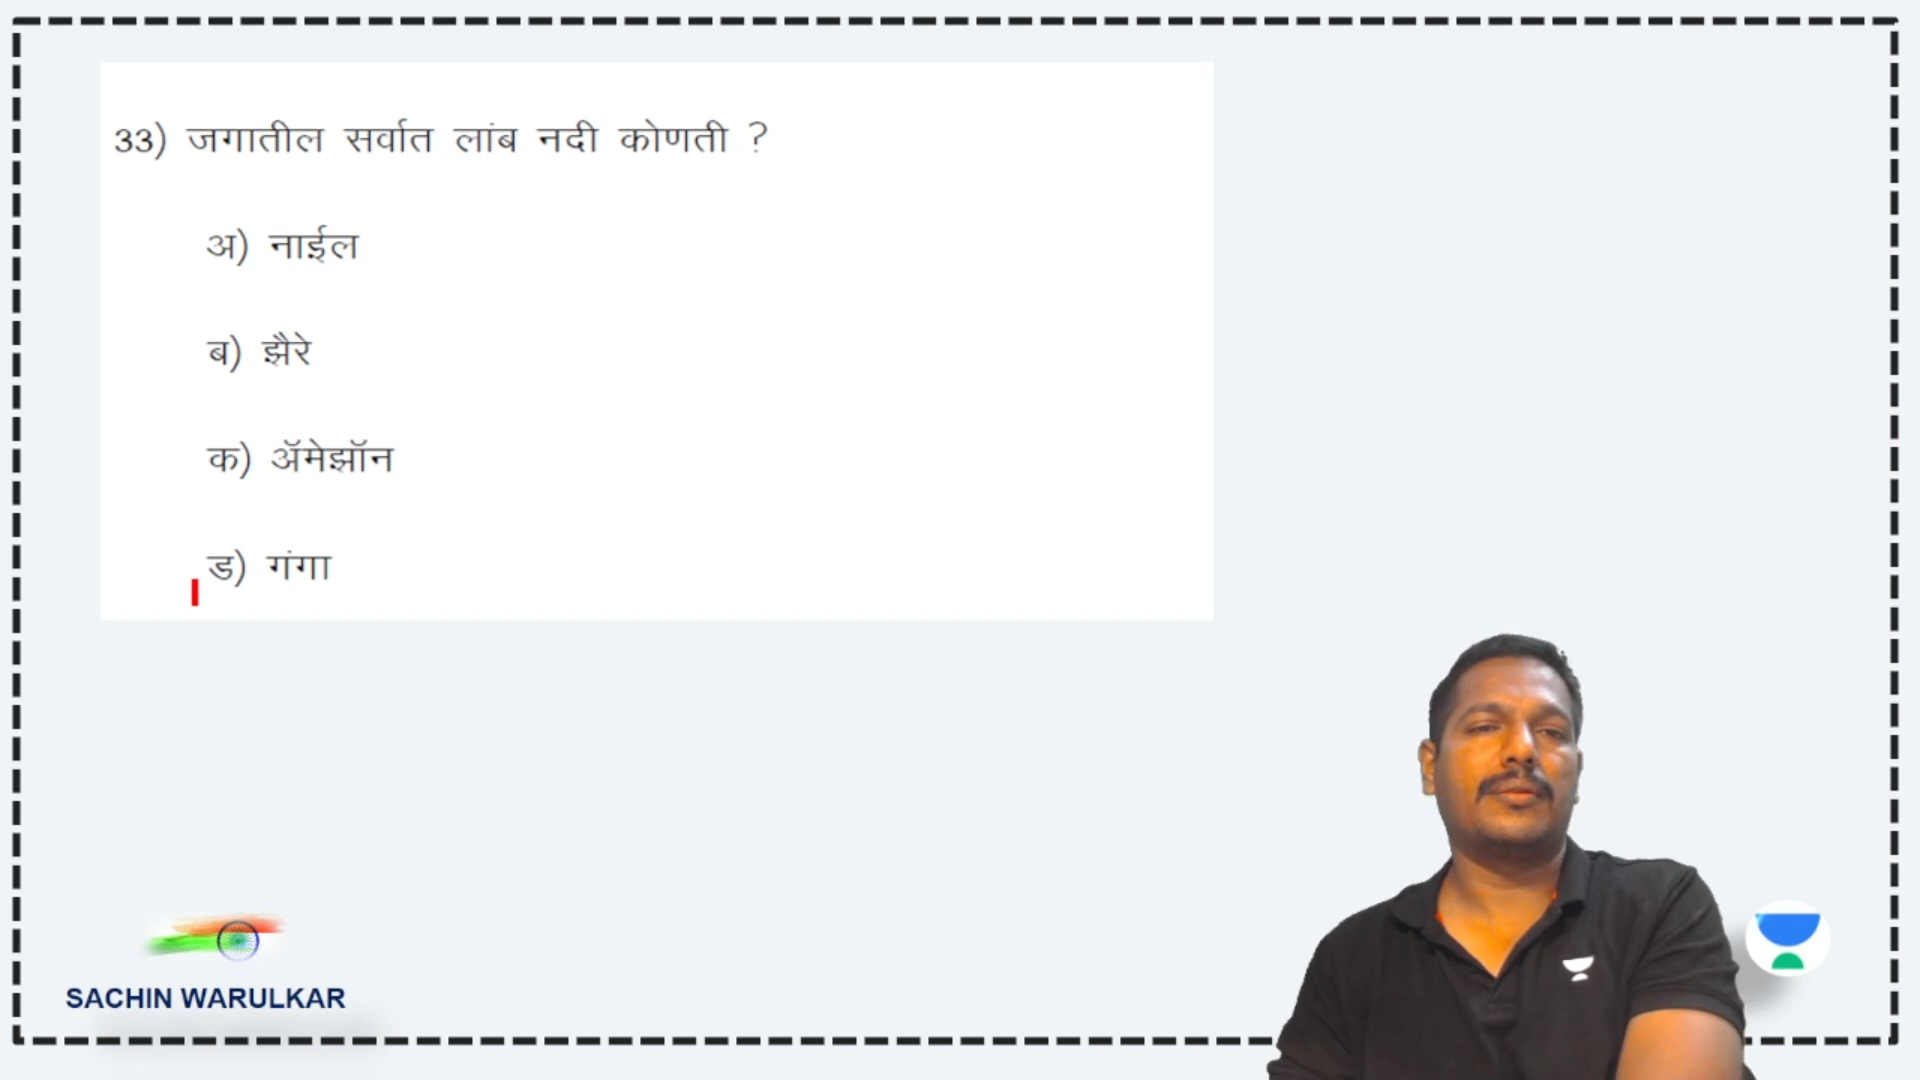 33) जगातील सर्वात लांब नदी कोणती ?
अ) नाईल
ब) झैरे
क) ॲमेझॉन
ड) गंगा
SACHIN WARULKAR